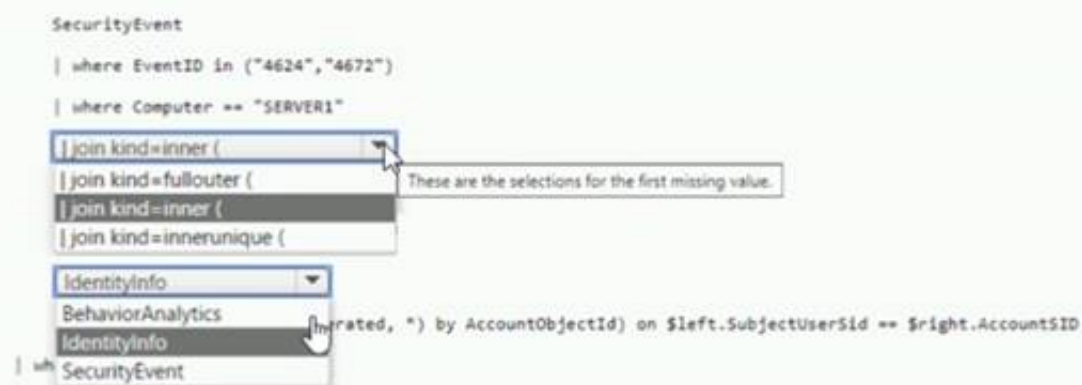 SecurityEvent
| where EventID in ("4624","4672")
| where Computer == "SERVER1"
| join kind=inner (
| join kind=fullouter (
These are the selections for the first missing value.
| join kind=inner (
| join kind=innerunique (
IdentityInfo
BehaviorAnalytics
erated, *) by AccountObjectId) on $left.SubjectUserSid == $right.AccountSID
IdentityInfo
| wh
SecurityEvent